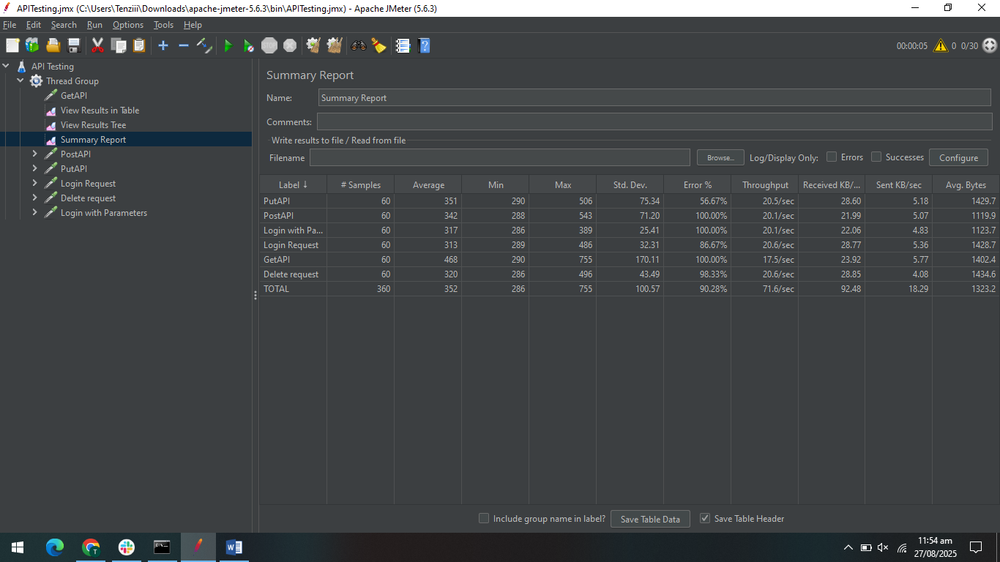 APITesting.jmx (C:\Users\Tenziii\Downloads\apache-jmeter-5.6.3\bin\APITesting.jmx) - Apache JMeter (5.6.3)
File Edit Search Run Options Tools Help
STOP 00:00:05 0 0/30
API Testing
Thread Group
GetAPI
View Results in Table
View Results Tree
Summary Report
PostAPI
PutAPI
Login Request
Delete request
Login with Parameters
Summary Report
Name: Summary Report
Comments:
Write results to file / Read from file
Filename Browse... Log/Display Only: Errors Successes Configure
Label ↓ # Samples Average Min Max Std. Dev. Error % Throughput Received KB/... Sent KB/sec Avg. Bytes
PutAPI 60 351 290 506 75.34 56.67% 20.5/sec 28.60 5.18 1429.7
PostAPI 60 342 288 543 71.20 100.00% 20.1/sec 21.99 5.07 1119.9
Login with Pa... 60 317 286 389 25.41 100.00% 20.1/sec 22.06 4.83 1123.7
Login Request 60 313 289 486 32.31 86.67% 20.6/sec 28.77 5.36 1428.7
GetAPI 60 468 290 755 170.11 100.00% 17.5/sec 23.92 5.77 1402.4
Delete request 60 320 286 496 43.49 98.33% 20.6/sec 28.85 4.08 1434.6
TOTAL 360 352 286 755 100.57 90.28% 71.6/sec 92.48 18.29 1323.2
Include group name in label? Save Table Data Save Table Header
11:54 am
27/08/2025